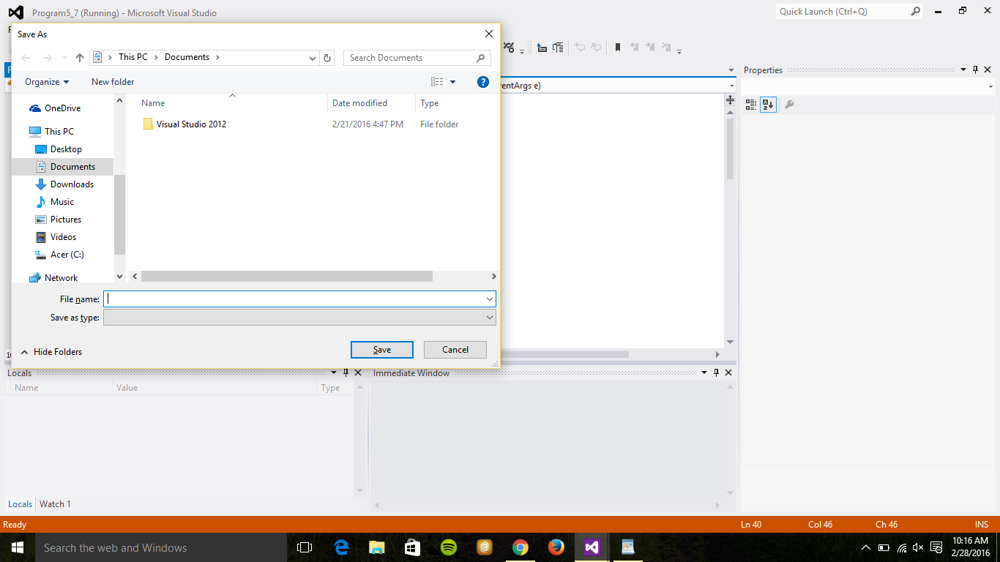 Program5_7 (Running) - Microsoft Visual Studio
Quick Launch (Ctrl+Q)
Save As
This PC
Documents
Search Documents
Organize
New folder
Name
Date modified
Type
OneDrive
This PC
Desktop
Documents
Downloads
Music
Pictures
Videos
Acer (C:)
Network
Visual Studio 2012
2/21/2016 4:47 PM
File folder
File name:
Save as type:
Hide Folders
Save
Cancel
e)
Properties
Locals
Name
Value
Type
Immediate Window
Locals
Watch 1
Ready
Ln 40
Col 46
Ch 46
INS
Search the web and Windows
10:16 AM
2/28/2016